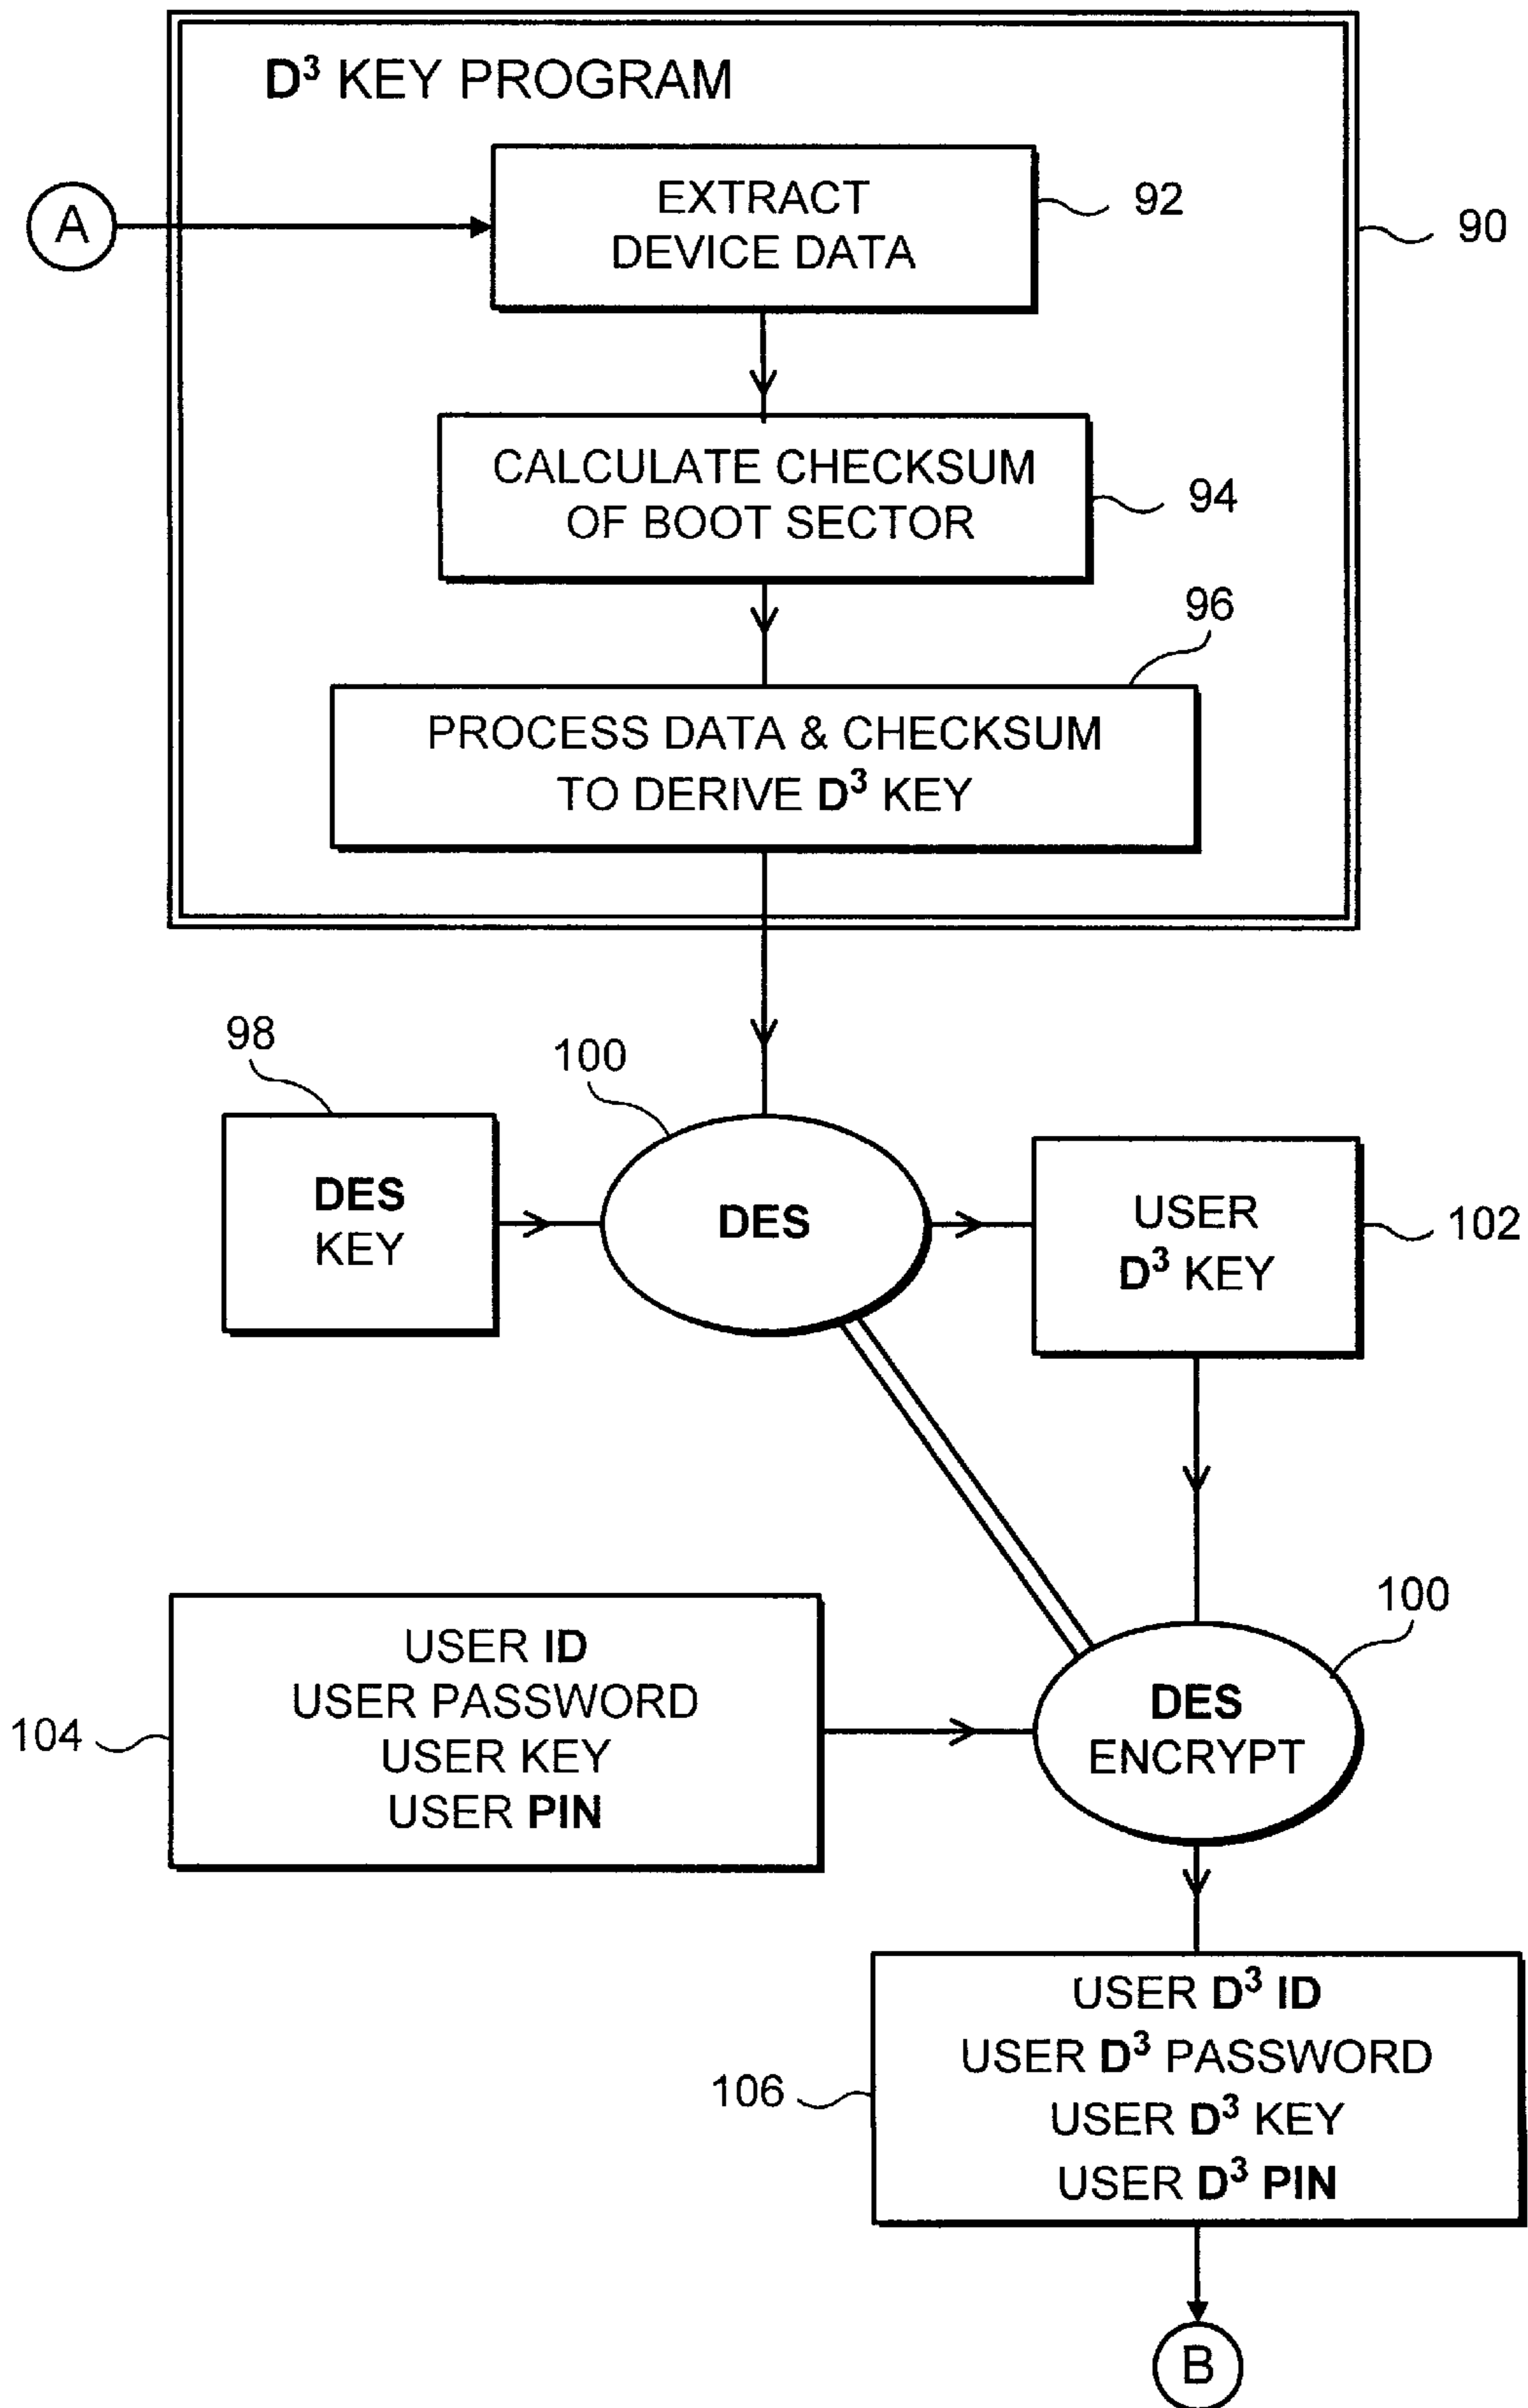 D³ KEY PROGRAM
A
EXTRACT
DEVICE DATA
92
90
CALCULATE CHECKSUM
OF BOOT SECTOR
94
96
PROCESS DATA & CHECKSUM
TO DERIVE D³ KEY
98
100
DES
KEY
DES
USER
D³ KEY
102
104
USER ID
USER PASSWORD
USER KEY
USER PIN
100
DES
ENCRYPT
106
USER D³ ID
USER D³ PASSWORD
USER D³ KEY
USER D³ PIN
B